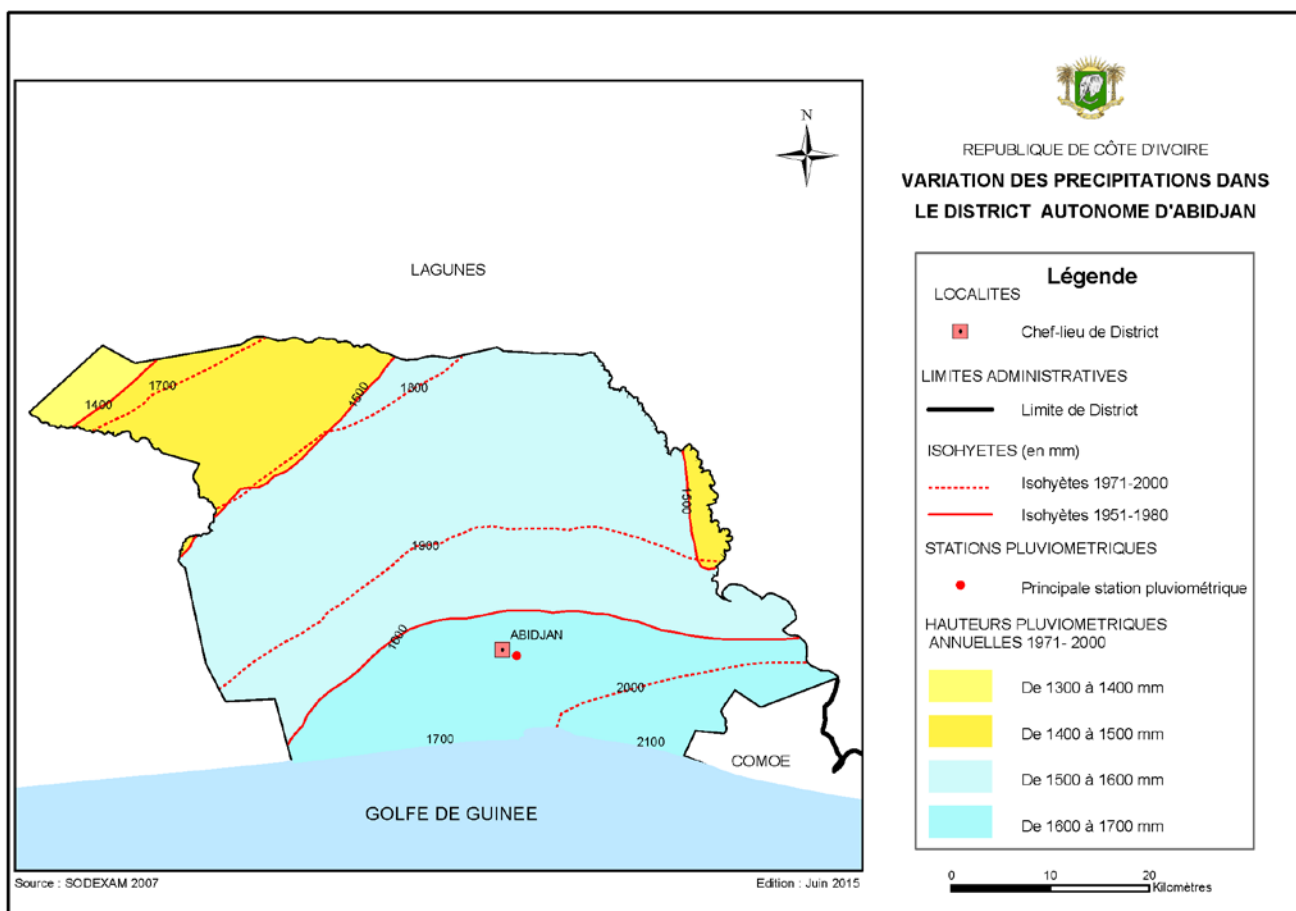 N
LAGUNES
1400
1700
1500
1800
1500
1900
1600
ABIDJAN
2000
1700
2100
COMOE
GOLFE DE GUINEE
Source : SODEXAM 2007
Edition : Juin 2015
REPUBLIQUE DE CÔTE D'IVOIRE
VARIATION DES PRECIPITATIONS DANS
LE DISTRICT AUTONOME D'ABIDJAN
Légende
LOCALITES
Chef-lieu de District
LIMITES ADMINISTRATIVES
Limite de District
ISOHYETES (en mm)
Isohyètes 1971-2000
Isohyètes 1951-1980
STATIONS PLUVIOMETRIQUES
Principale station pluviométrique
HAUTEURS PLUVIOMETRIQUES
ANNUELLES 1971- 2000
De 1300 à 1400 mm
De 1400 à 1500 mm
De 1500 à 1600 mm
De 1600 à 1700 mm
0 10 20
Kilomètres